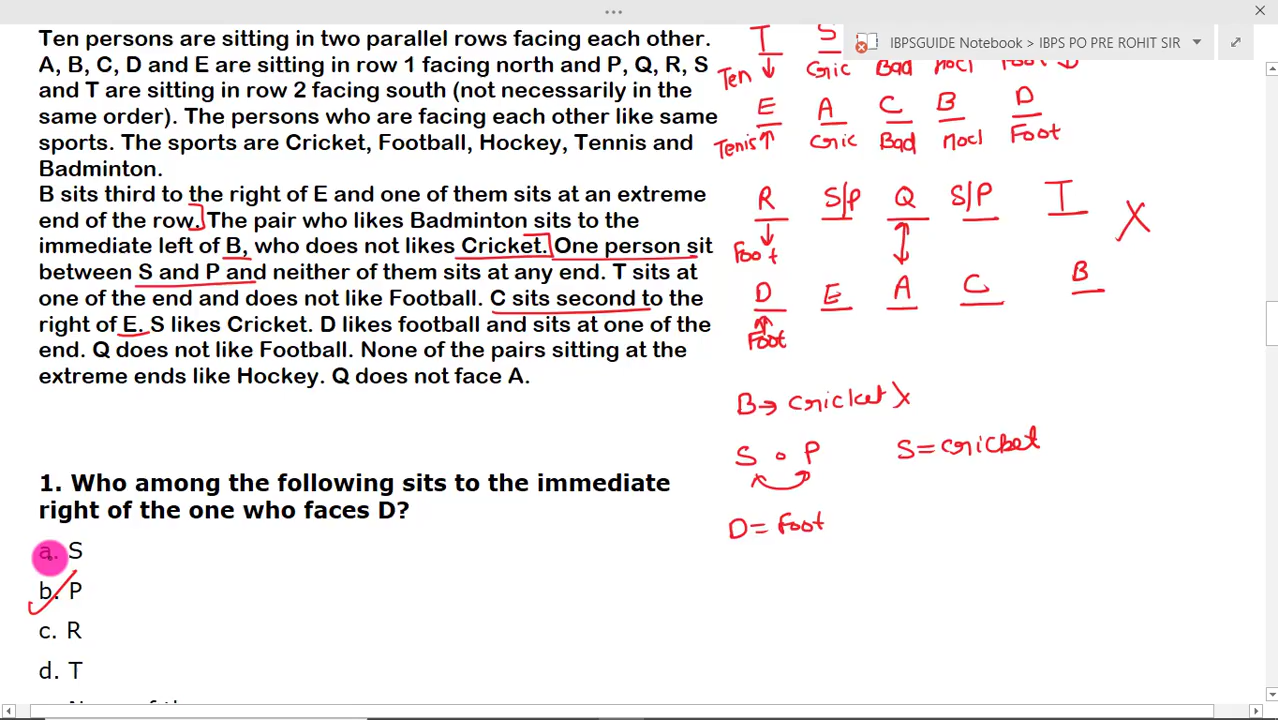 IBPSGUIDE Notebook > IBPS PO PRE ROHIT SIR
Ten persons are sitting in two parallel rows facing each other.
A, B, C, D and E are sitting in row 1 facing north and P, Q, R, S
and T are sitting in row 2 facing south (not necessarily in the
same order). The persons who are facing each other like same
sports. The sports are Cricket, Football, Hockey, Tennis and
Badminton.
B sits third to the right of E and one of them sits at an extreme
end of the row. The pair who likes Badminton sits to the
immediate left of B, who does not likes Cricket. One person sit
between S and P and neither of them sits at any end. T sits at
one of the end and does not like Football. C sits second to the
right of E. S likes Cricket. D likes football and sits at one of the
end. Q does not like Football. None of the pairs sitting at the
extreme ends like Hockey. Q does not face A.
1. Who among the following sits to the immediate
right of the one who faces D?
a. S
b. P
c. R
d. T
T S
Ten Cric Bad Hocl Foot
E A C B D
Tenis Cric Bad Hocl Foot
R S/P Q S/P T X
Foot
D E A C B
Foot
B→ cricket X
S o P S=cricket
D= Foot